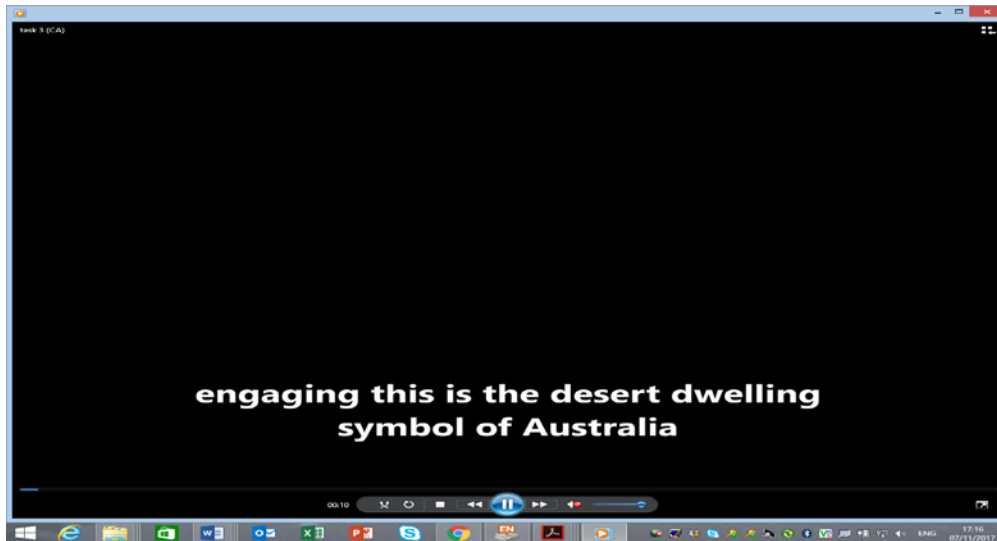 task 3 (CA)
engaging this is the desert dwelling
symbol of Australia
00:10
ENG
17:16
07/11/2017